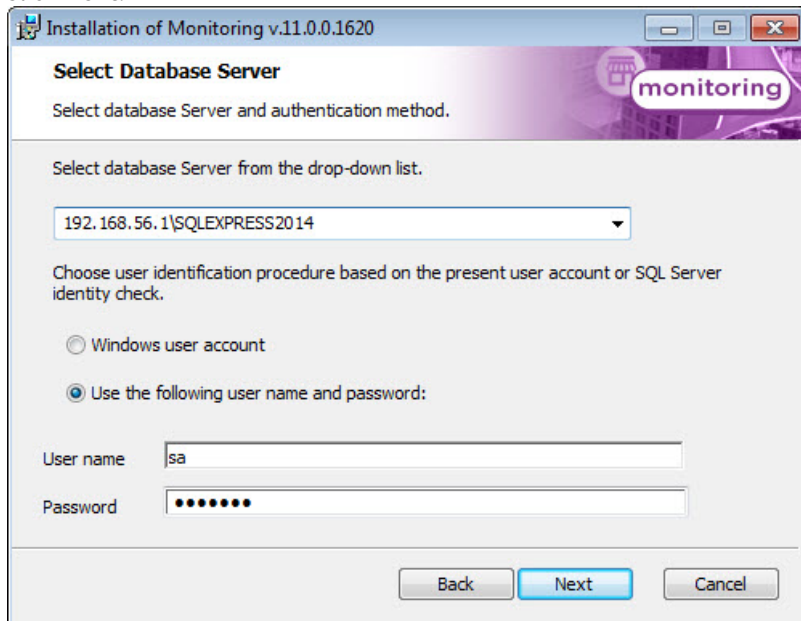 Installation of Monitoring v.11.0.0.1620
Select Database Server
monitoring
Select database Server and authentication method.
Select database Server from the drop-down list.
192.168.56.1\SQLEXPRESS2014
Choose user identification procedure based on the present user account or SQL Server
identity check.
Windows user account
Use the following user name and password:
User name sa
Password •••••••
Back Next Cancel